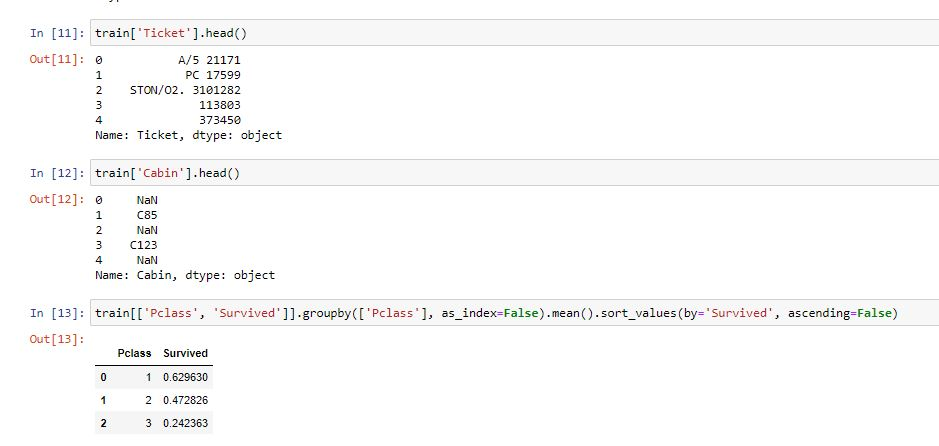 In [11]: train['Ticket'].head()
Out[11]: 0 A/5 21171
1 PC 17599
2 STON/O2. 3101282
3 113803
4 373450
Name: Ticket, dtype: object
In [12]: train['Cabin'].head()
Out[12]: 0 NaN
1 C85
2 NaN
3 C123
4 NaN
Name: Cabin, dtype: object
In [13]: train[['Pclass', 'Survived']].groupby(['Pclass'], as_index=False).mean().sort_values(by='Survived', ascending=False)
Out[13]:
Pclass Survived
0 1 0.629630
1 2 0.472826
2 3 0.242363